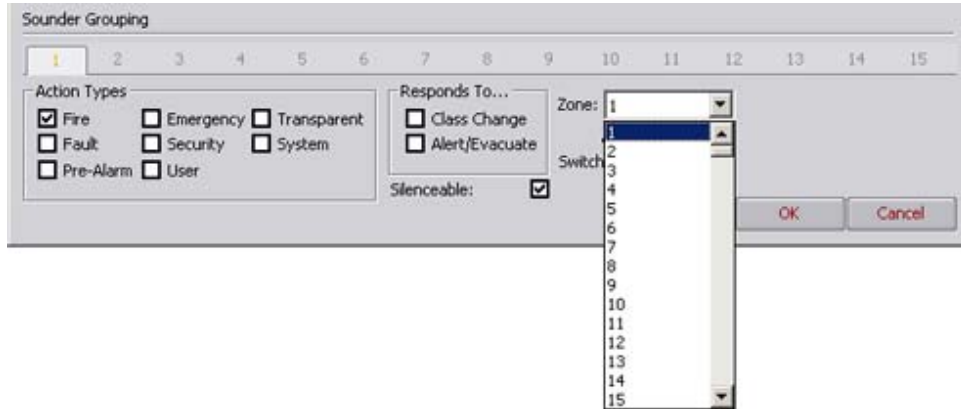 Sounder Grouping
1 2 3 4 5 6 7 8 9 10 11 12 13 14 15
Action Types
Fire Emergency Transparent
Fault Security System
Pre-Alarm User
Responds To...
Class Change
Alert/Evacuate
Silenceable:
Zone: 1
Switch
1
2
3
4
5
6
7
8
9
10
11
12
13
14
15
OK Cancel